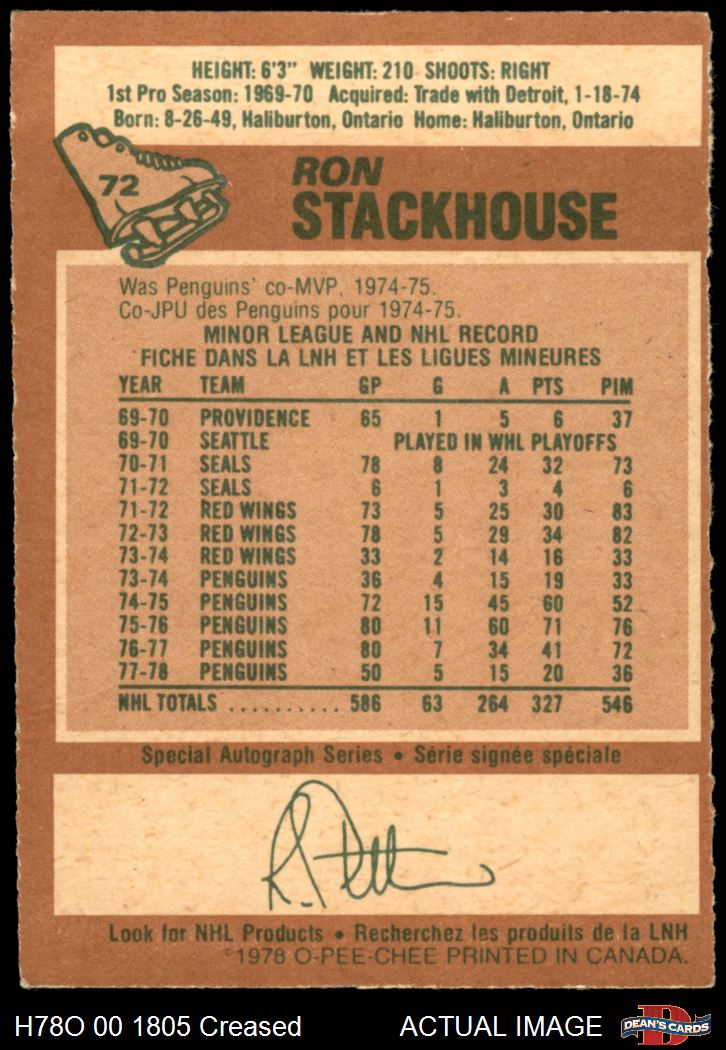 HEIGHT: 6'3" WEIGHT: 210 SHOOTS: RIGHT
1st Pro Season: 1969-70 Acquired: Trade with Detroit, 1-18-74
Born: 8-26-49, Haliburton, Ontario Home: Haliburton, Ontario
72
RON
STACKHOUSE
Was Penguins' co-MVP, 1974-75.
Co-JPU des Penguins pour 1974-75.
MINOR LEAGUE AND NHL RECORD
FICHE DANS LA LNH ET LES LIGUES MINEURES
YEAR TEAM GP G A PTS PIM
69-70 PROVIDENCE 65 1 5 6 37
69-70 SEATTLE PLAYED IN WHL PLAYOFFS
70-71 SEALS 78 8 24 32 73
71-72 SEALS 6 1 3 4 6
71-72 RED WINGS 73 5 25 30 83
72-73 RED WINGS 78 5 29 34 82
73-74 RED WINGS 33 2 14 16 33
73-74 PENGUINS 36 4 15 19 33
74-75 PENGUINS 72 15 45 60 52
75-76 PENGUINS 80 11 60 71 76
76-77 PENGUINS 80 7 34 41 72
77-78 PENGUINS 50 5 15 20 36
NHL TOTALS .......... 586 63 264 327 546
Special Autograph Series • Série signée spéciale
Look for NHL Products • Recherchez les produits de la LNH
©1978 O-PEE-CHEE PRINTED IN CANADA.
H78O 00 1805 Creased ACTUAL IMAGE
D
DEAN'S CARDS